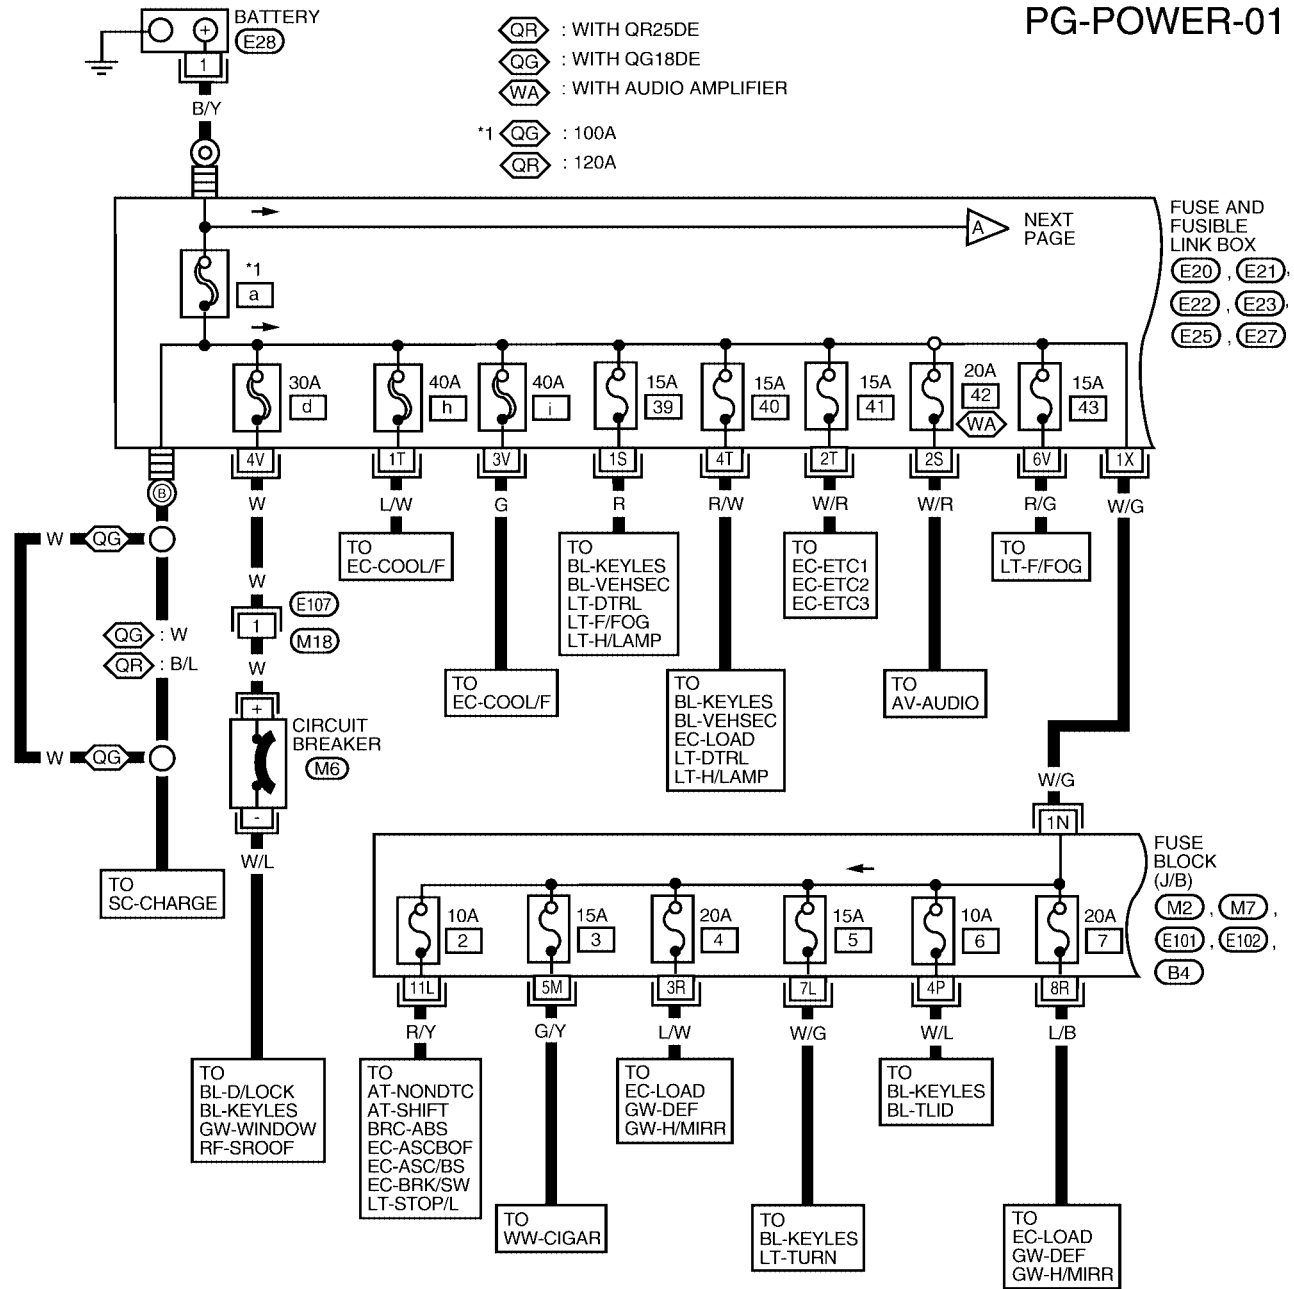 PG-POWER-01
BATTERY
E28
+
1
B/Y
QR : WITH QR25DE
QG : WITH QG18DE
WA : WITH AUDIO AMPLIFIER
*1 QG : 100A
QR : 120A
A
NEXT
PAGE
FUSE AND
FUSIBLE
LINK BOX
E20 , E21 ,
E22 , E23 ,
E25 , E27
*1
a
30A
d
40A
h
40A
i
15A
39
15A
40
15A
41
20A
42
WA
15A
43
4V
1T
3V
1S
4T
2T
2S
6V
1X
B
W
L/W
G
R
R/W
W/R
W/R
R/G
W/G
W
QG
TO
EC-COOL/F
TO
BL-KEYLES
BL-VEHSEC
LT-DTRL
LT-F/FOG
LT-H/LAMP
TO
EC-ETC1
EC-ETC2
EC-ETC3
TO
LT-F/FOG
W
E107
1
M18
QG : W
QR : B/L
W
TO
EC-COOL/F
TO
BL-KEYLES
BL-VEHSEC
EC-LOAD
LT-DTRL
LT-H/LAMP
TO
AV-AUDIO
+
CIRCUIT
BREAKER
M6
-
W
QG
W/G
1N
W/L
TO
SC-CHARGE
FUSE
BLOCK
(J/B)
M2 , M7 ,
E101 , E102 ,
B4
10A
2
15A
3
20A
4
15A
5
10A
6
20A
7
11L
5M
3R
7L
4P
8R
R/Y
G/Y
L/W
W/G
W/L
L/B
TO
BL-D/LOCK
BL-KEYLES
GW-WINDOW
RF-SROOF
TO
AT-NONDTC
AT-SHIFT
BRC-ABS
EC-ASCBOF
EC-ASC/BS
EC-BRK/SW
LT-STOP/L
TO
EC-LOAD
GW-DEF
GW-H/MIRR
TO
BL-KEYLES
BL-TLID
TO
WW-CIGAR
TO
BL-KEYLES
LT-TURN
TO
EC-LOAD
GW-DEF
GW-H/MIRR